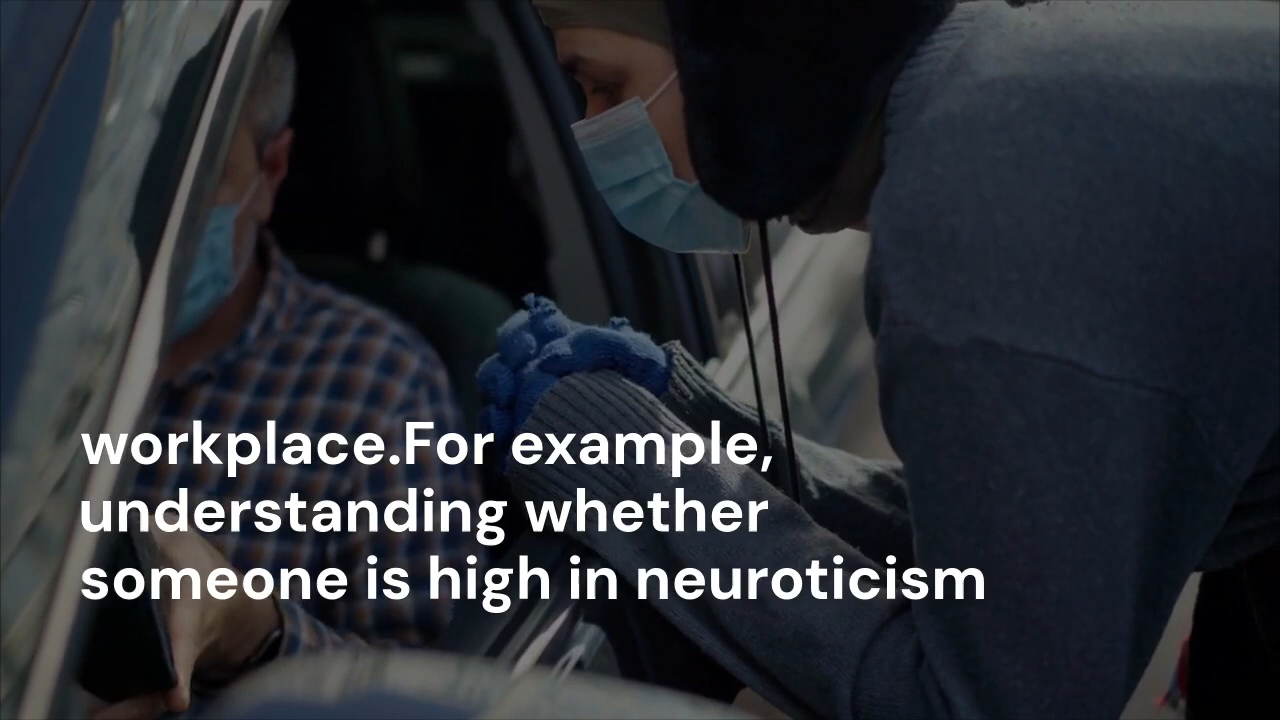 workplace.For example,
understanding whether
someone is high in neuroticism